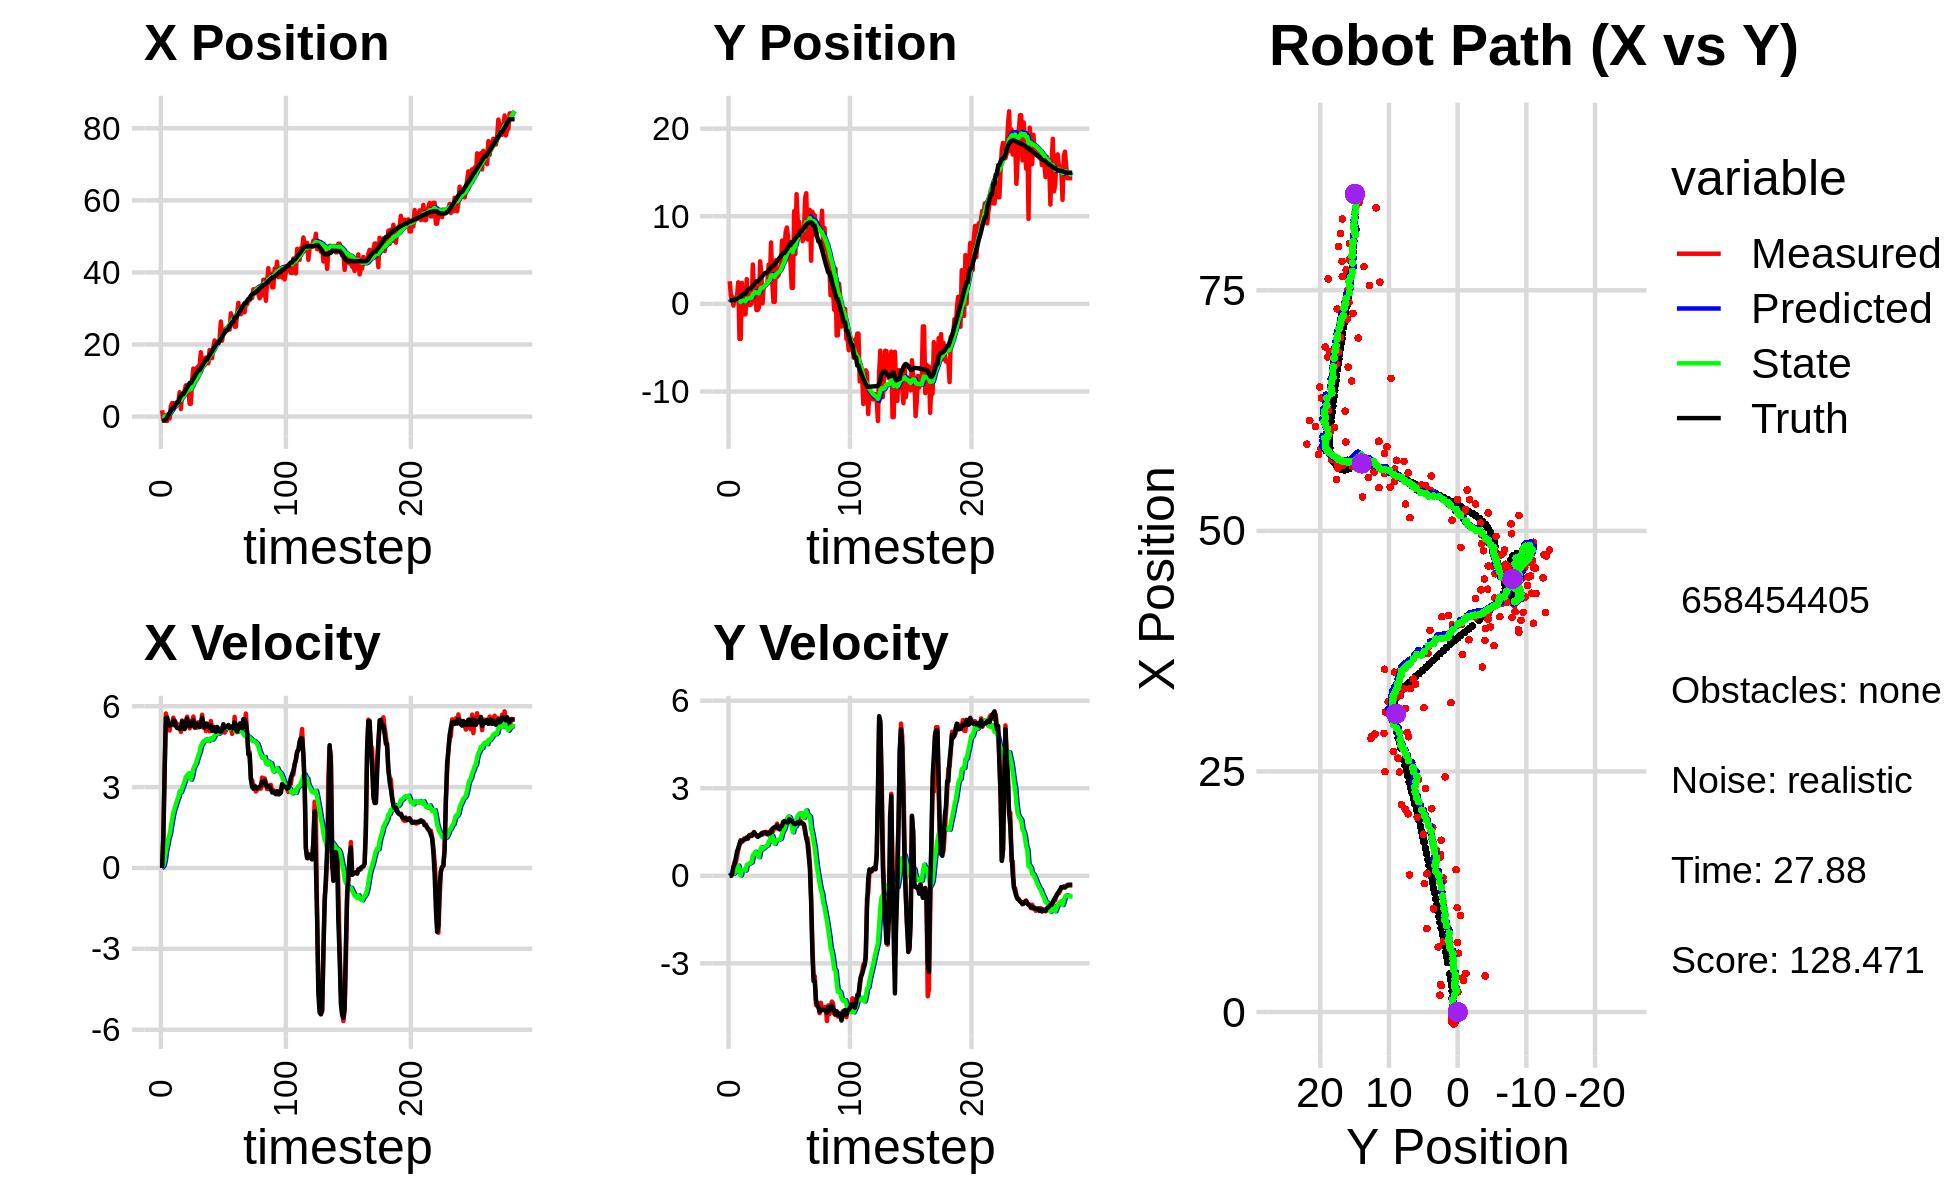 X Position
80
60
40
20
0
0
100
200
timestep
Y Position
20
10
0
-10
0
100
200
timestep
X Velocity
6
3
0
-3
-6
0
100
200
timestep
Y Velocity
6
3
0
-3
0
100
200
timestep
Robot Path (X vs Y)
X Position
75
50
25
0
20 10 0 -10 -20
Y Position
variable
Measured
Predicted
State
Truth
658454405
Obstacles: none
Noise: realistic
Time: 27.88
Score: 128.471